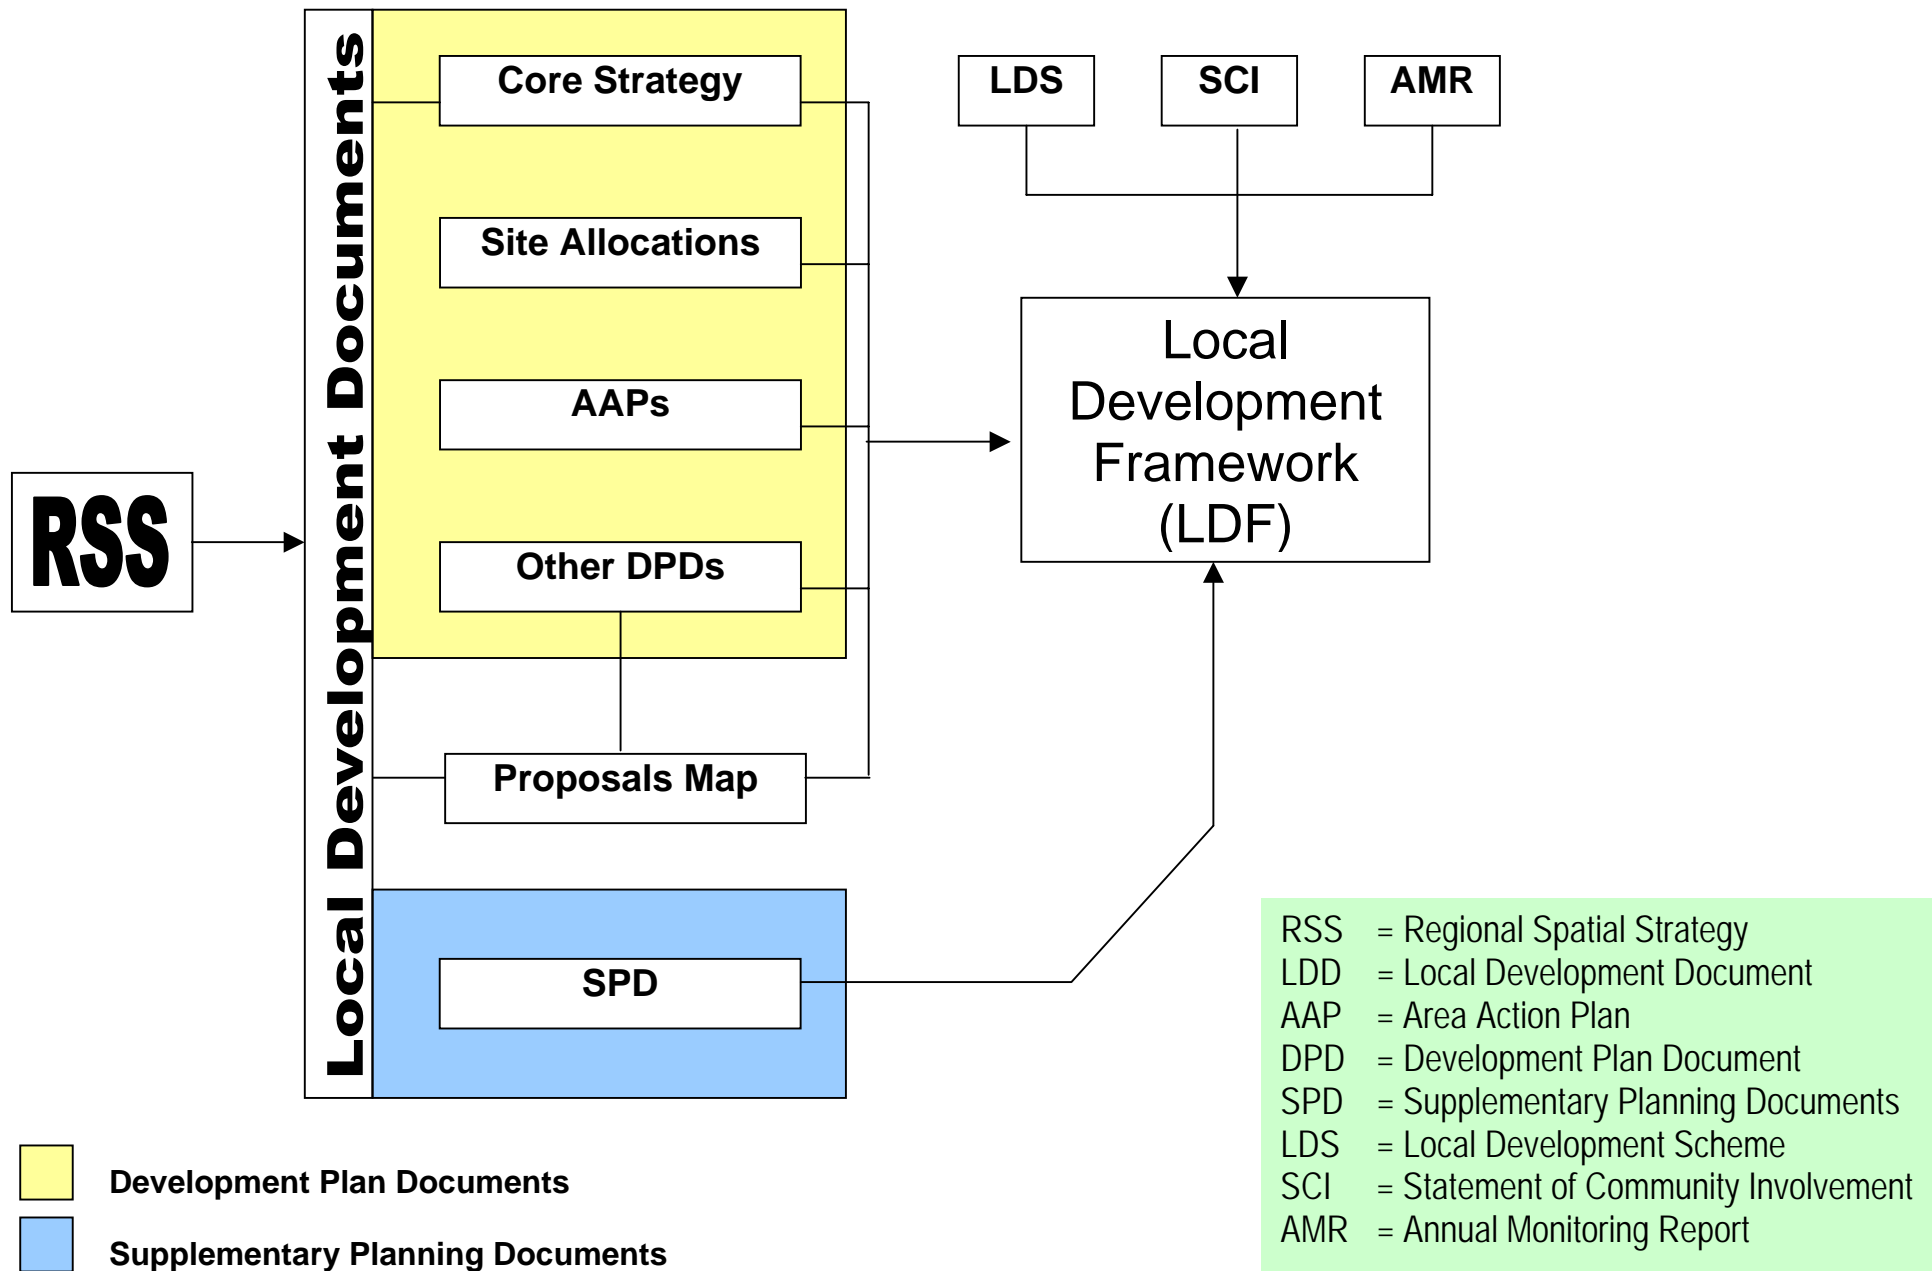 Local Development Documents
Core Strategy
Site Allocations
AAPs
Other DPDs
Proposals Map
SPD
RSS
LDS
SCI
AMR
Local
Development
Framework
(LDF)
RSS = Regional Spatial Strategy
LDD = Local Development Document
AAP = Area Action Plan
DPD = Development Plan Document
SPD = Supplementary Planning Documents
LDS = Local Development Scheme
SCI = Statement of Community Involvement
AMR = Annual Monitoring Report
Development Plan Documents
Supplementary Planning Documents